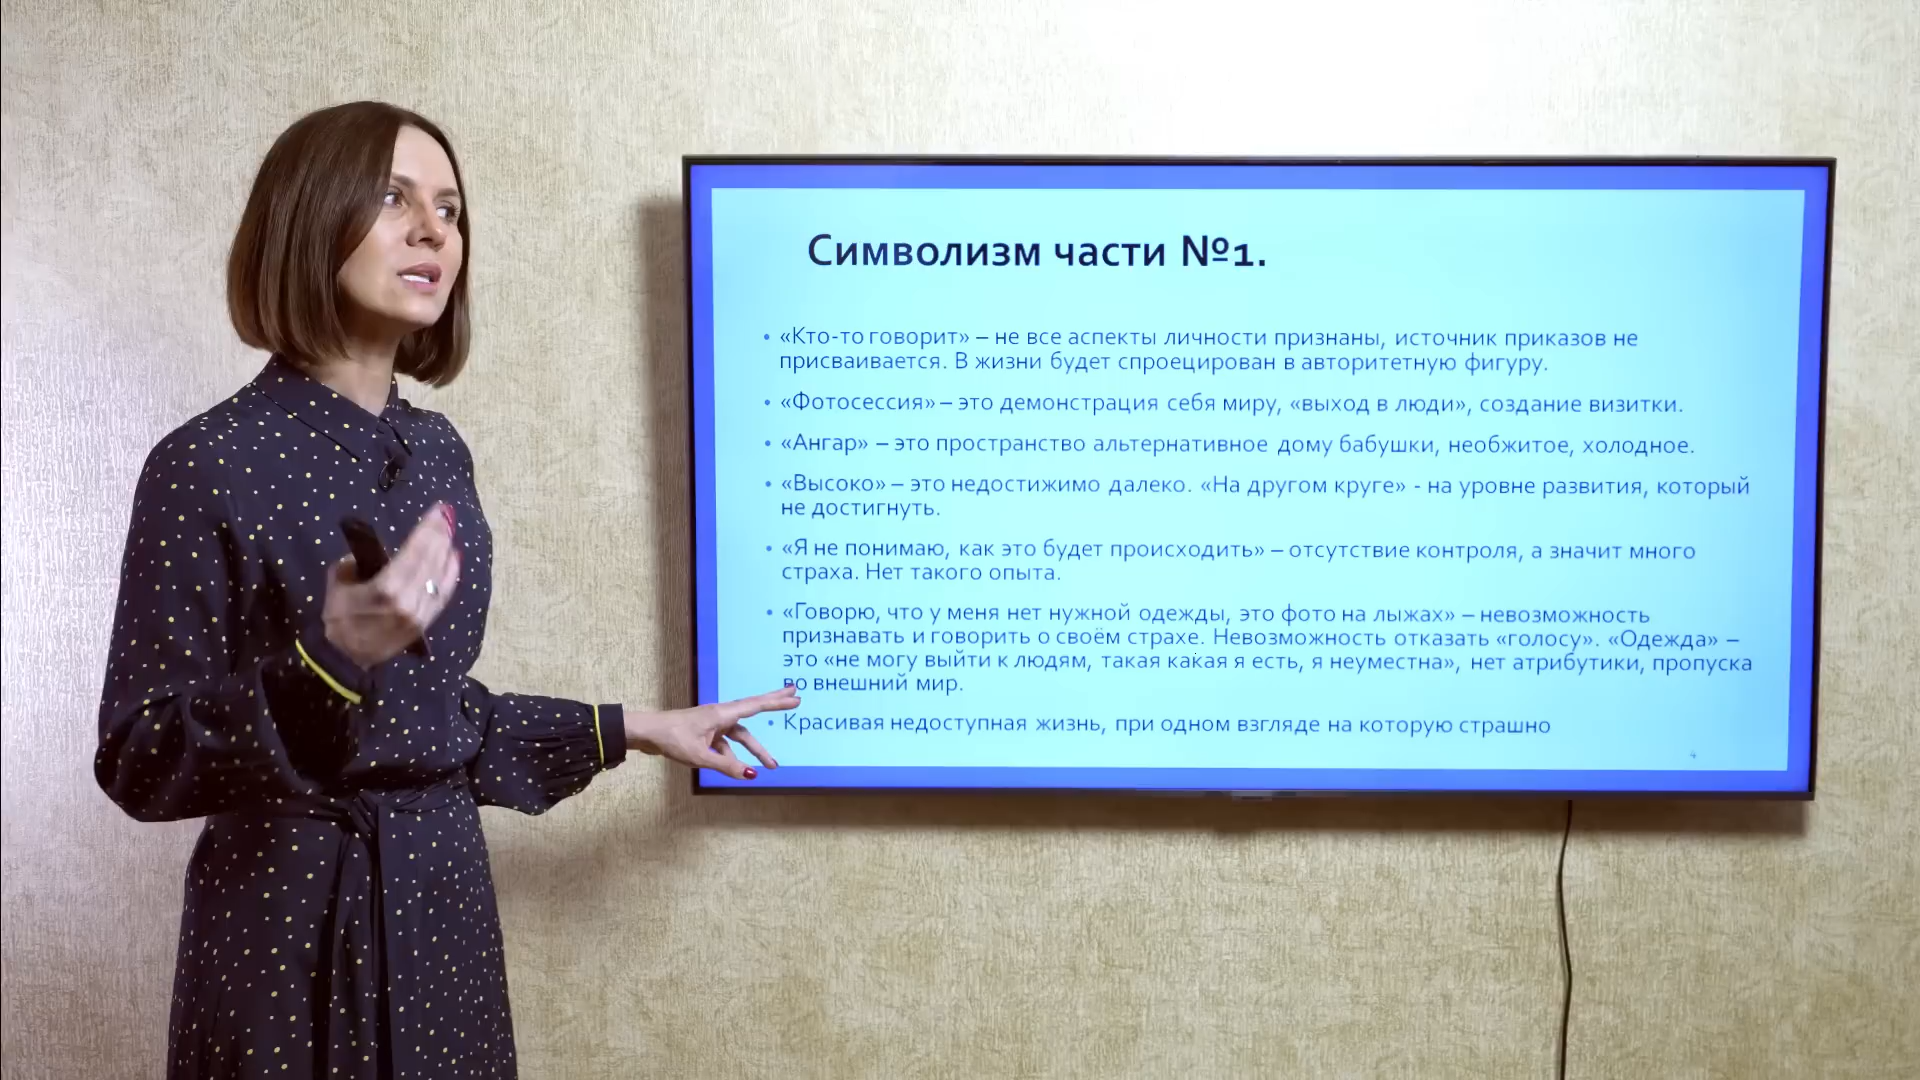 Символизм части №1.
• «Кто-то говорит» – не все аспекты личности признаны, источник приказов не
присваивается. В жизни будет спроецирован в авторитетную фигуру.
• «Фотосессия» – это демонстрация себя миру, «выход в люди», создание визитки.
• «Ангар» – это пространство альтернативное дому бабушки, необжитое, холодное.
• «Высоко» – это недостижимо далеко. «На другом круге» - на уровне развития, который
не достигнуть.
• «Я не понимаю, как это будет происходить» – отсутствие контроля, а значит много
страха. Нет такого опыта.
• «Говорю, что у меня нет нужной одежды, это фото на лыжах» – невозможность
признавать и говорить о своём страхе. Невозможность отказать «голосу». «Одежда» –
это «не могу выйти к людям, такая какая я есть, я неуместна», нет атрибутики, пропуска
во внешний мир.
• Красивая недоступная жизнь, при одном взгляде на которую страшно